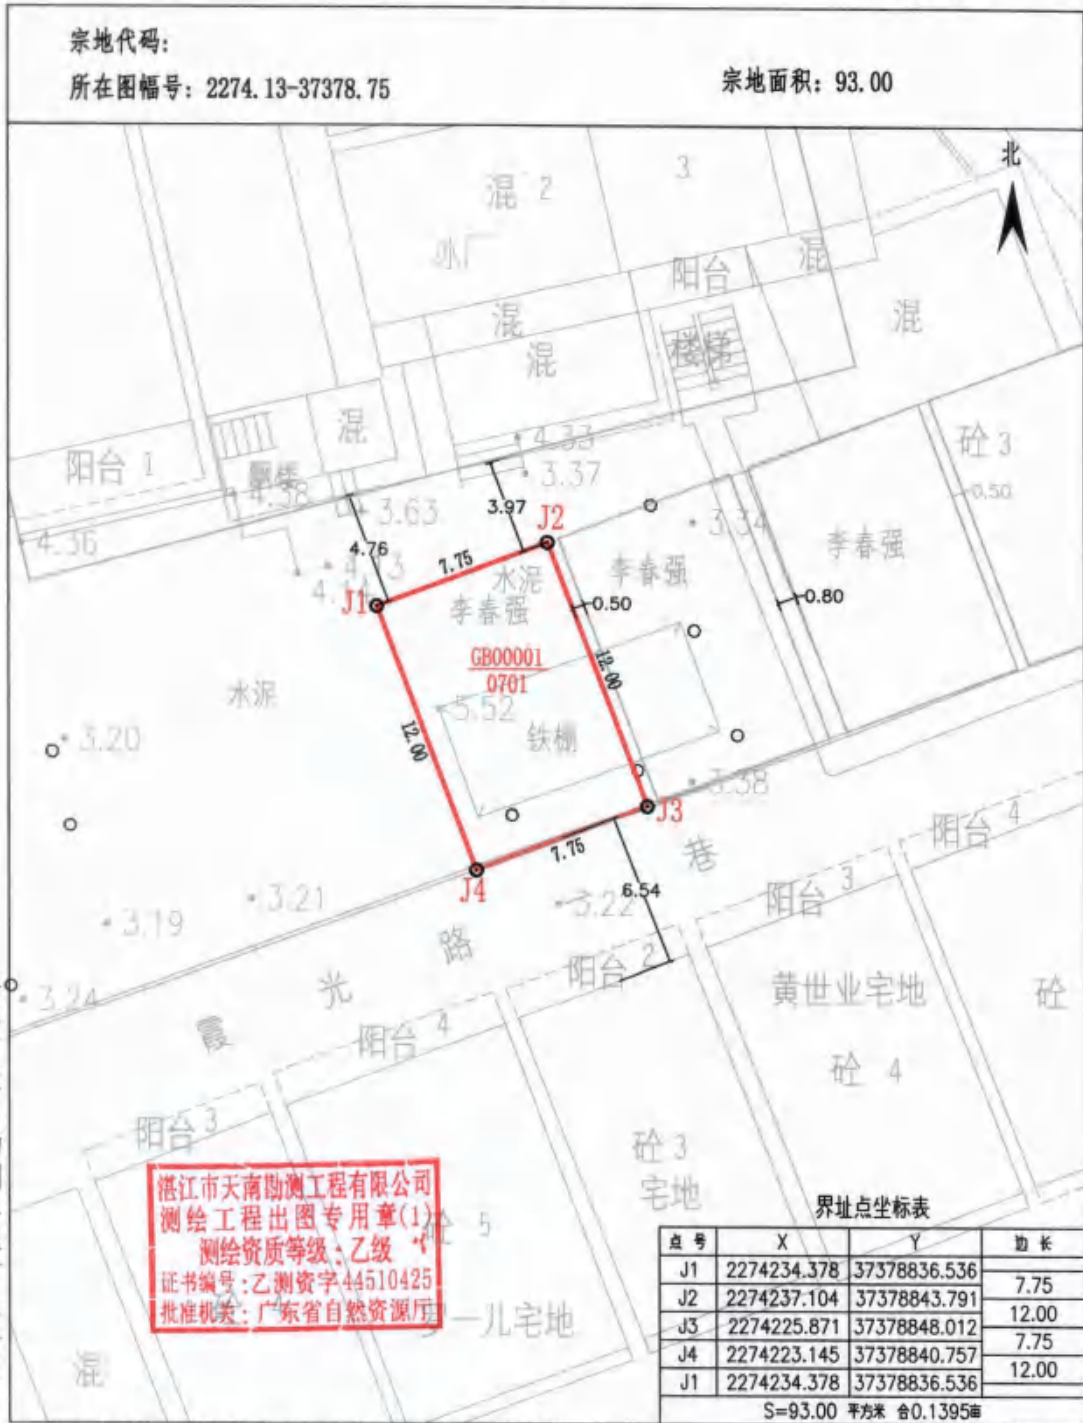 宗地代码:
所在图幅号: 2274.13-37378.75
宗地面积: 93.00
北
混 2
3
冰厂
阳台
混
混
混
楼梯
混
混
阳台 1
4.33
3.37
砼 3
4.38
3.63
3.97
J2
0.50
4.36
4.76
7.75
水泥
3.34
李春强
李春强
J1
李春强
0.50
0.80
GB00001
0701
12.00
水泥
5.52
12.00
铁棚
3.20
3.38
J3
7.75
巷
阳台 4
J4
6.54
3.21
3.22
阳台 3
3.19
路
阳台 2
3.24
光
黄世业宅地
砼
霞
阳台 4
砼 4
阳台 3
砼 3
宅地
湛江市天南勘测工程有限公司
测绘工程出图专用章(1)
测绘资质等级:乙级
证书编号:乙测资字44510425
批准机关:广东省自然资源厅
砼 5
一儿宅地
混
界址点坐标表
点号 X Y 边长
J1 2274234.378 37378836.536
7.75
J2 2274237.104 37378843.791
12.00
J3 2274225.871 37378848.012
7.75
J4 2274223.145 37378840.757
12.00
J1 2274234.378 37378836.536
S=93.00 平方米 合0.1395亩